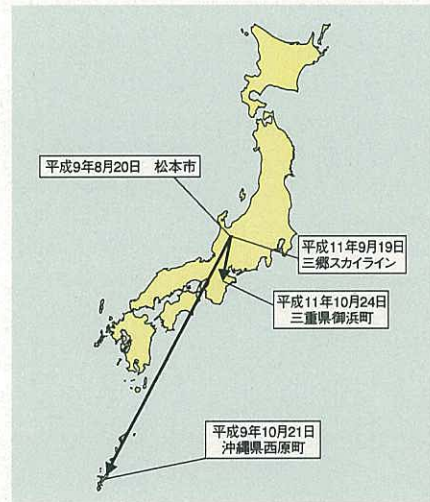 平成9年8月20日　松本市
平成11年9月19日
三郷スカイライン
平成11年10月24日
三重県御浜町
平成9年10月21日
沖縄県西原町